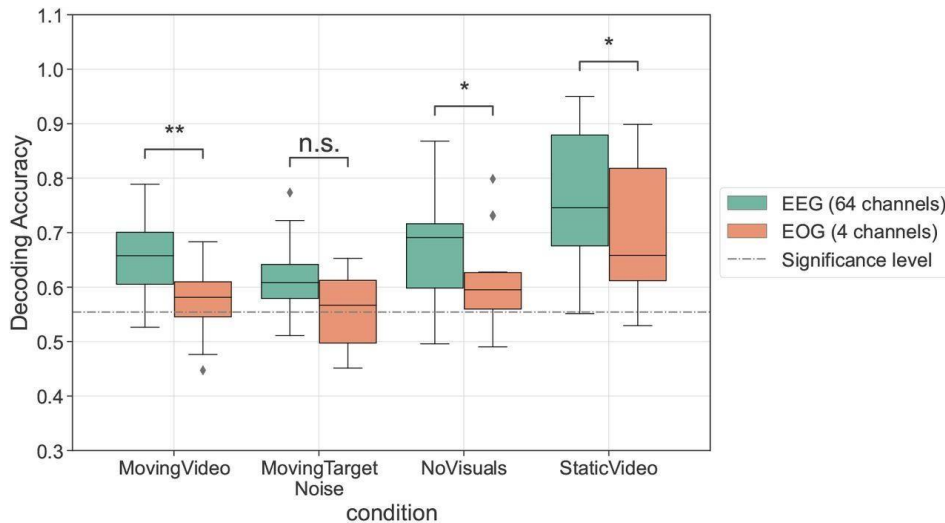 1.1
1.0
0.9
0.8
0.7
0.6
0.5
0.4
0.3
Decoding Accuracy
**
n.s.
*
*
MovingVideo
MovingTarget
Noise
NoVisuals
StaticVideo
condition
EEG (64 channels)
EOG (4 channels)
Significance level